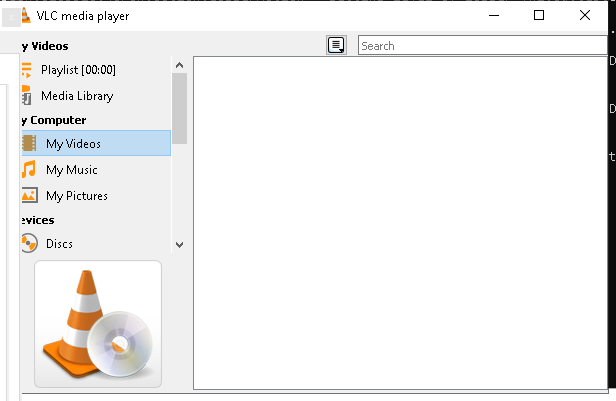 VLC media player
y Videos
Search
Playlist [00:00]
Media Library
y Computer
My Videos
My Music
My Pictures
evices
Discs
.
D
D
t